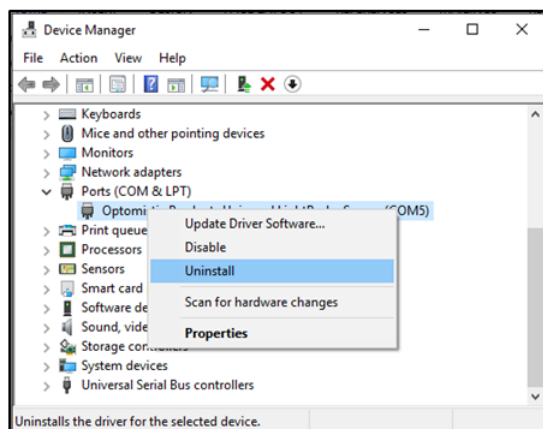 Device Manager
File Action View Help
Keyboards
Mice and other pointing devices
Monitors
Network adapters
Ports (COM & LPT)
(COM5)
Update Driver Software...
Print queue
Disable
Processors
Sensors
Uninstall
Smart card
Scan for hardware changes
Software de
Sound, vide
Properties
Storage
System devices
Universal Serial Bus controllers
Uninstalls the driver for the selected device.